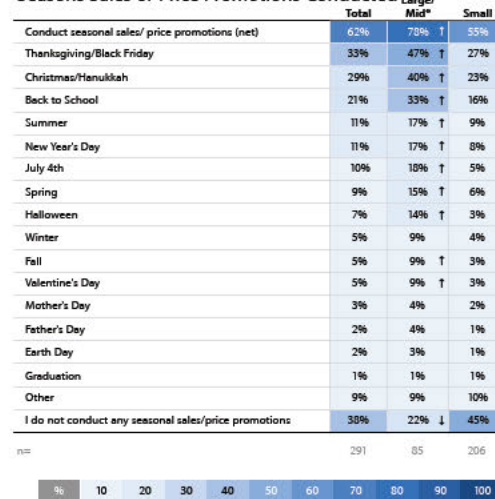 Seasons Sales or Price Promotions Conducted
Total Large/ Mid* Small
Conduct seasonal sales/ price promotions (net) 62% 78% ↑ 55%
Thanksgiving/Black Friday 33% 47% ↑ 27%
Christmas/Hanukkah 29% 40% ↑ 23%
Back to School 21% 33% ↑ 16%
Summer 11% 17% ↑ 9%
New Year's Day 11% 17% ↑ 8%
July 4th 10% 18% ↑ 5%
Spring 9% 15% ↑ 6%
Halloween 7% 14% ↑ 3%
Winter 5% 9% 4%
Fall 5% 9% ↑ 3%
Valentine's Day 5% 9% ↑ 3%
Mother's Day 3% 4% 2%
Father's Day 2% 4% 1%
Earth Day 2% 3% 1%
Graduation 1% 1% 1%
Other 9% 9% 10%
I do not conduct any seasonal sales/price promotions 38% 22% ↓ 45%
n= 291 85 206
% 10 20 30 40 50 60 70 80 90 100